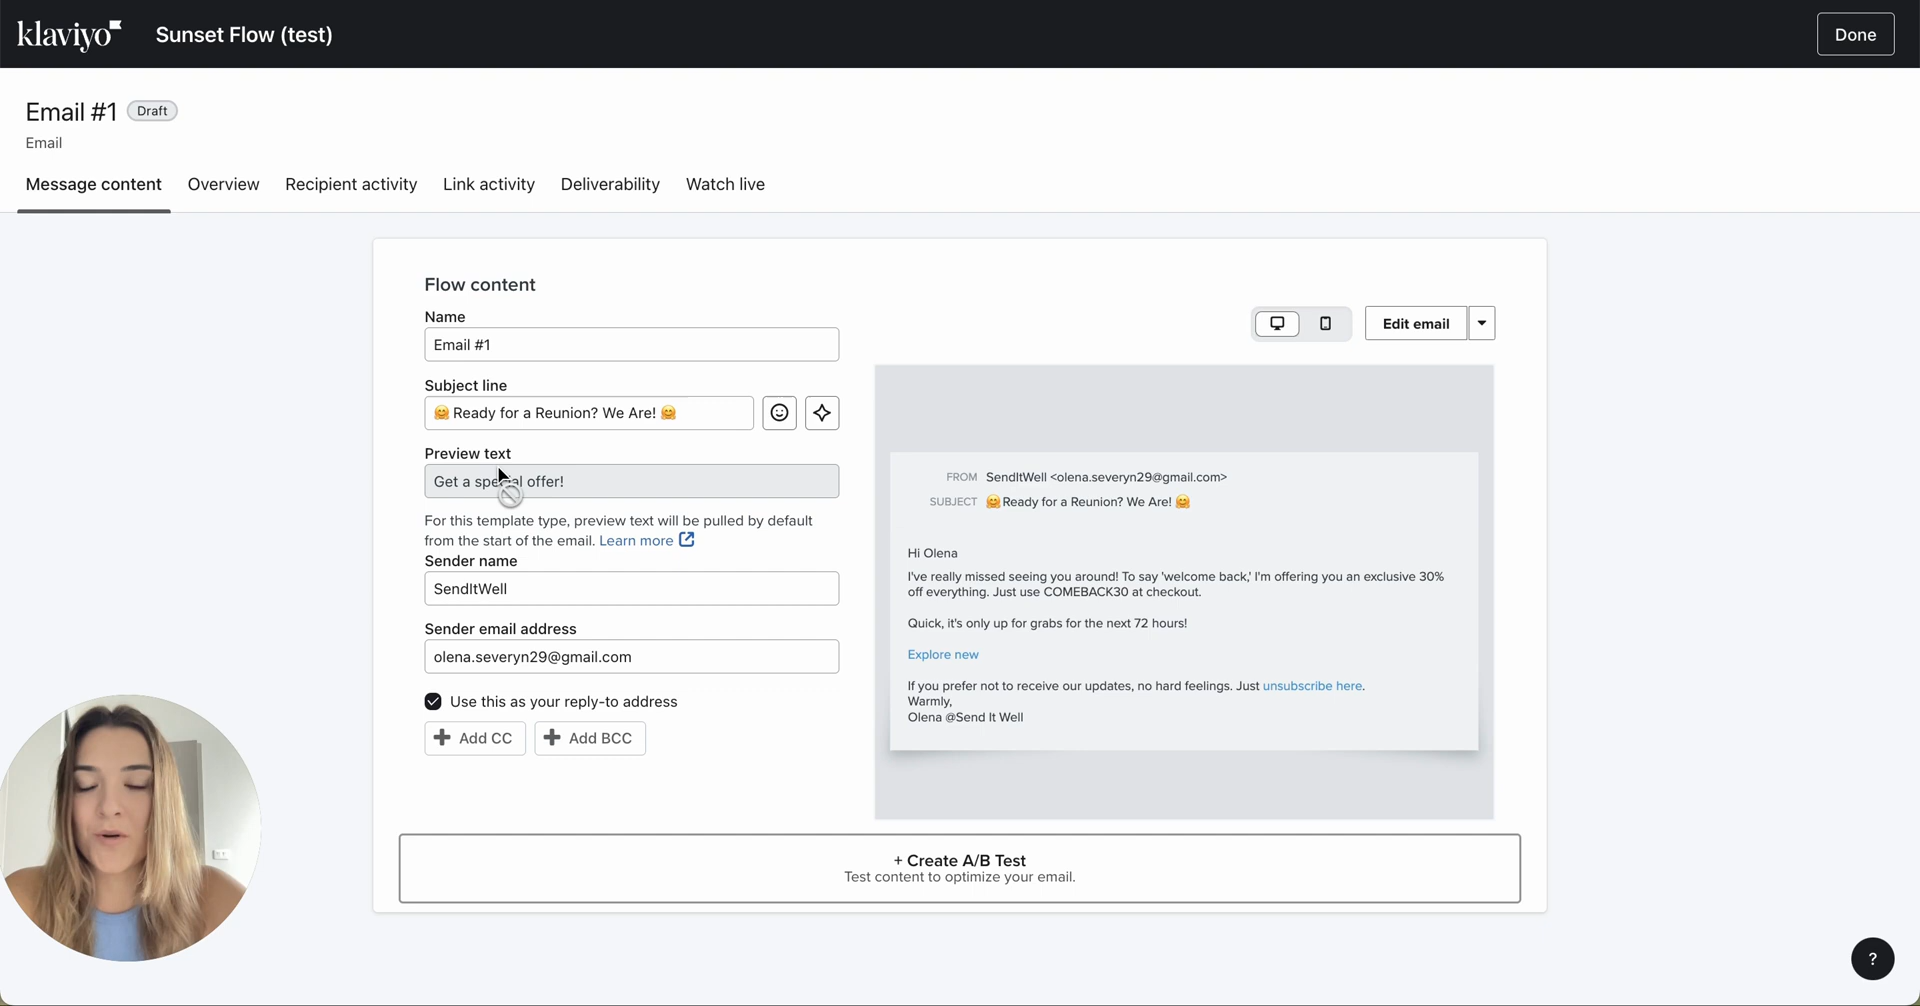 klaviyo Sunset Flow (test) Done
Email #1 Draft
Email
Message content Overview Recipient activity Link activity Deliverability Watch live
Flow content
Name
Email #1
Edit email
Subject line
🤗 Ready for a Reunion? We Are! 🤗
Preview text
Get a special offer!
For this template type, preview text will be pulled by default
from the start of the email. Learn more
Sender name
SendItWell
Sender email address
olena.severyn29@gmail.com
Use this as your reply-to address
Add CC Add BCC
FROM SendItWell <olena.severyn29@gmail.com>
SUBJECT 🤗 Ready for a Reunion? We Are! 🤗
Hi Olena
I've really missed seeing you around! To say 'welcome back,' I'm offering you an exclusive 30%
off everything. Just use COMEBACK30 at checkout.
Quick, it's only up for grabs for the next 72 hours!
Explore new
If you prefer not to receive our updates, no hard feelings. Just unsubscribe here.
Warmly,
Olena @Send It Well
+ Create A/B Test
Test content to optimize your email.
?